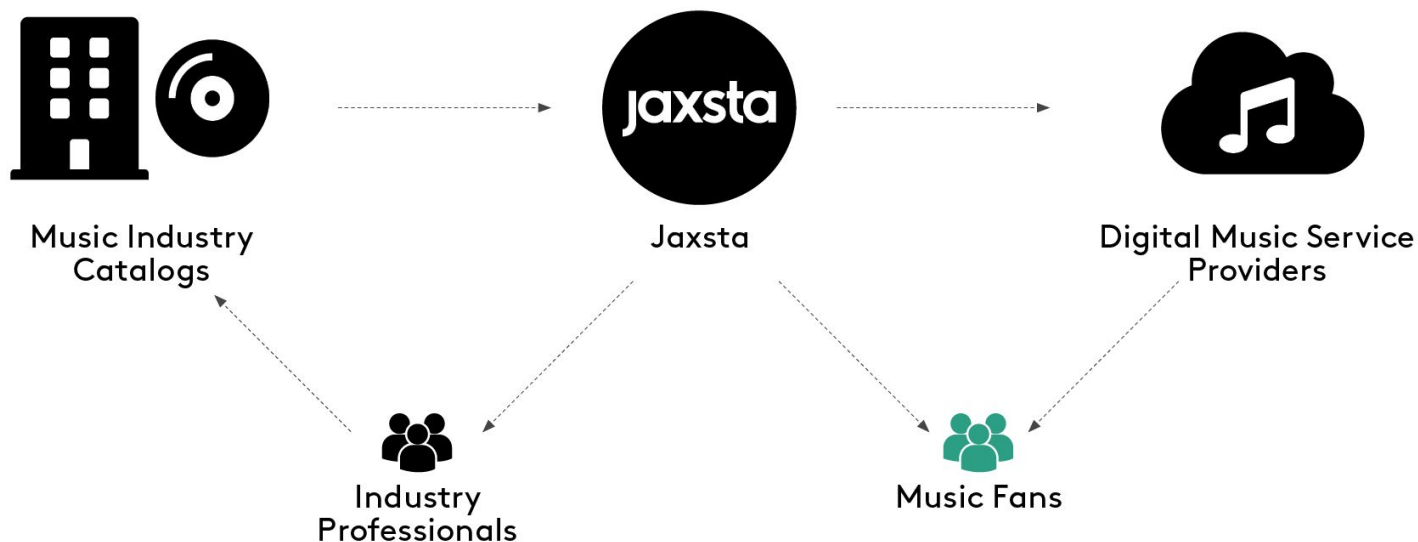 jaxsta
Music Industry
Catalogs
Jaxsta
Digital Music Service
Providers
Industry
Professionals
Music Fans